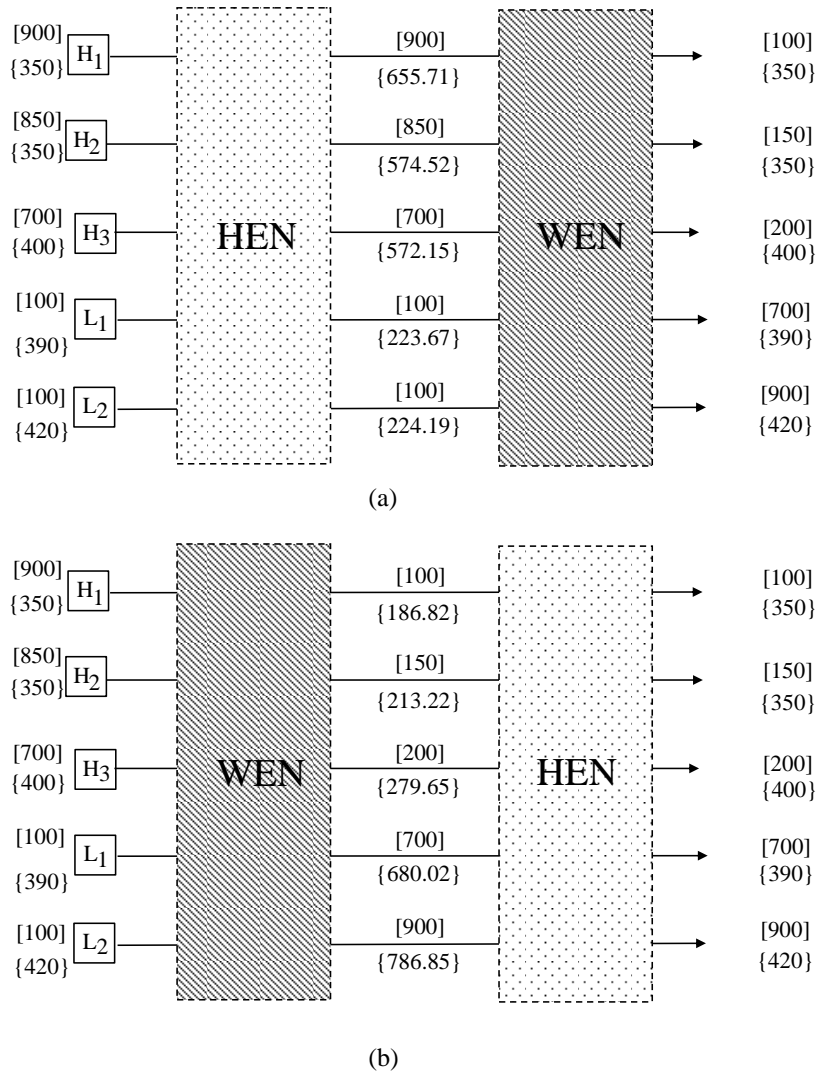 [900] [900] [100]
{350} H1 {655.71} {350}
[850] [850] [150]
{350} H2 {574.52} {350}
[700] [700] [200]
{400} H3 HEN {572.15} WEN {400}
[100] [100] [700]
{390} L1 {223.67} {390}
[100] [100] [900]
{420} L2 {224.19} {420}
(a)
[900] [100] [100]
{350} H1 {186.82} {350}
[850] [150] [150]
{350} H2 {213.22} {350}
[700] [200] [200]
{400} H3 WEN {279.65} HEN {400}
[100] [700] [700]
{390} L1 {680.02} {390}
[100] [900] [900]
{420} L2 {786.85} {420}
(b)